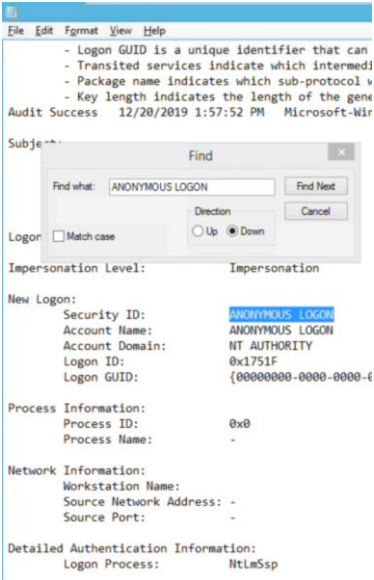 File Edit Format View Help
- Logon GUID is a unique identifier that can
- Transited services indicate which intermedi
- Package name indicates which sub-protocol w
- Key length indicates the length of the gene
Audit Success 12/20/2019 1:57:52 PM Microsoft-Win
Subje
Find
Find what: ANONYMOUS LOGON Find Next
Direction Cancel
Match case Up Down
Logon
Impersonation Level: Impersonation
New Logon:
Security ID: ANONYMOUS LOGON
Account Name: ANONYMOUS LOGON
Account Domain: NT AUTHORITY
Logon ID: 0x1751F
Logon GUID: {00000000-0000-0000-0
Process Information:
Process ID: 0x0
Process Name: -
Network Information:
Workstation Name:
Source Network Address: -
Source Port: -
Detailed Authentication Information:
Logon Process: NtLmSsp